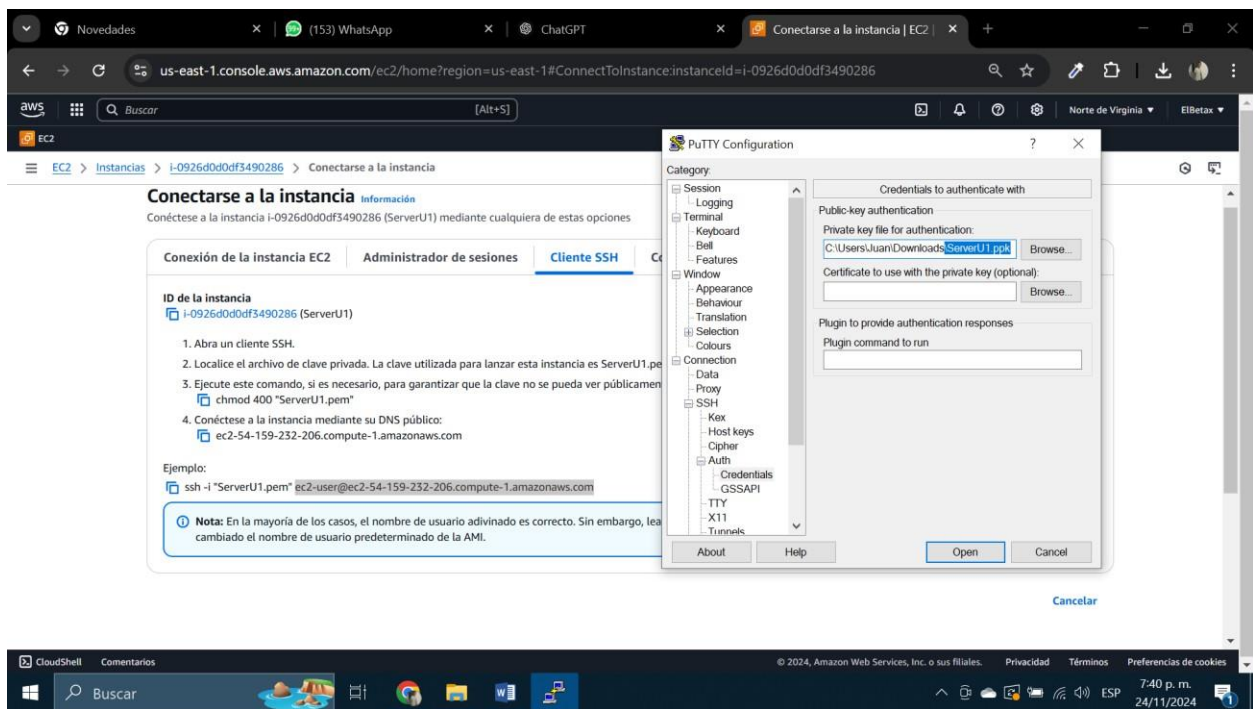 Novedades
(153) WhatsApp
ChatGPT
Conectarse a la instancia | EC2 |
us-east-1.console.aws.amazon.com/ec2/home?region=us-east-1#ConnectToInstance:instanceId=i-0926d0d0df3490286
aws
Buscar
[Alt+S]
Norte de Virginia
ElBetax
EC2
EC2 > Instancias > i-0926d0d0df3490286 > Conectarse a la instancia
Conectarse a la instancia Información
Conéctese a la instancia i-0926d0d0df3490286 (ServerU1) mediante cualquiera de estas opciones
Conexión de la instancia EC2
Administrador de sesiones
Cliente SSH
ID de la instancia
i-0926d0d0df3490286 (ServerU1)
1. Abra un cliente SSH.
2. Localice el archivo de clave privada. La clave utilizada para lanzar esta instancia es ServerU1.pe
3. Ejecute este comando, si es necesario, para garantizar que la clave no se pueda ver públicamen
chmod 400 "ServerU1.pem"
4. Conéctese a la instancia mediante su DNS público:
ec2-54-159-232-206.compute-1.amazonaws.com
Ejemplo:
ssh -i "ServerU1.pem" ec2-user@ec2-54-159-232-206.compute-1.amazonaws.com
Nota: En la mayoría de los casos, el nombre de usuario adivinado es correcto. Sin embargo, lea
cambiado el nombre de usuario predeterminado de la AMI.
Cancelar
PuTTY Configuration
?
Category:
Session
Logging
Terminal
Keyboard
Bell
Features
Window
Appearance
Behaviour
Translation
Selection
Colours
Connection
Data
Proxy
SSH
Kex
Host keys
Cipher
Auth
Credentials
GSSAPI
TTY
X11
Tunnels
Credentials to authenticate with
Public-key authentication
Private key file for authentication:
C:\Users\Juan\Downloads\ServerU1.ppk
Browse...
Certificate to use with the private key (optional):
Browse...
Plugin to provide authentication responses
Plugin command to run
About
Help
Open
Cancel
CloudShell
Comentarios
© 2024, Amazon Web Services, Inc. o sus filiales.
Privacidad
Términos
Preferencias de cookies
Buscar
ESP
7:40 p. m.
24/11/2024